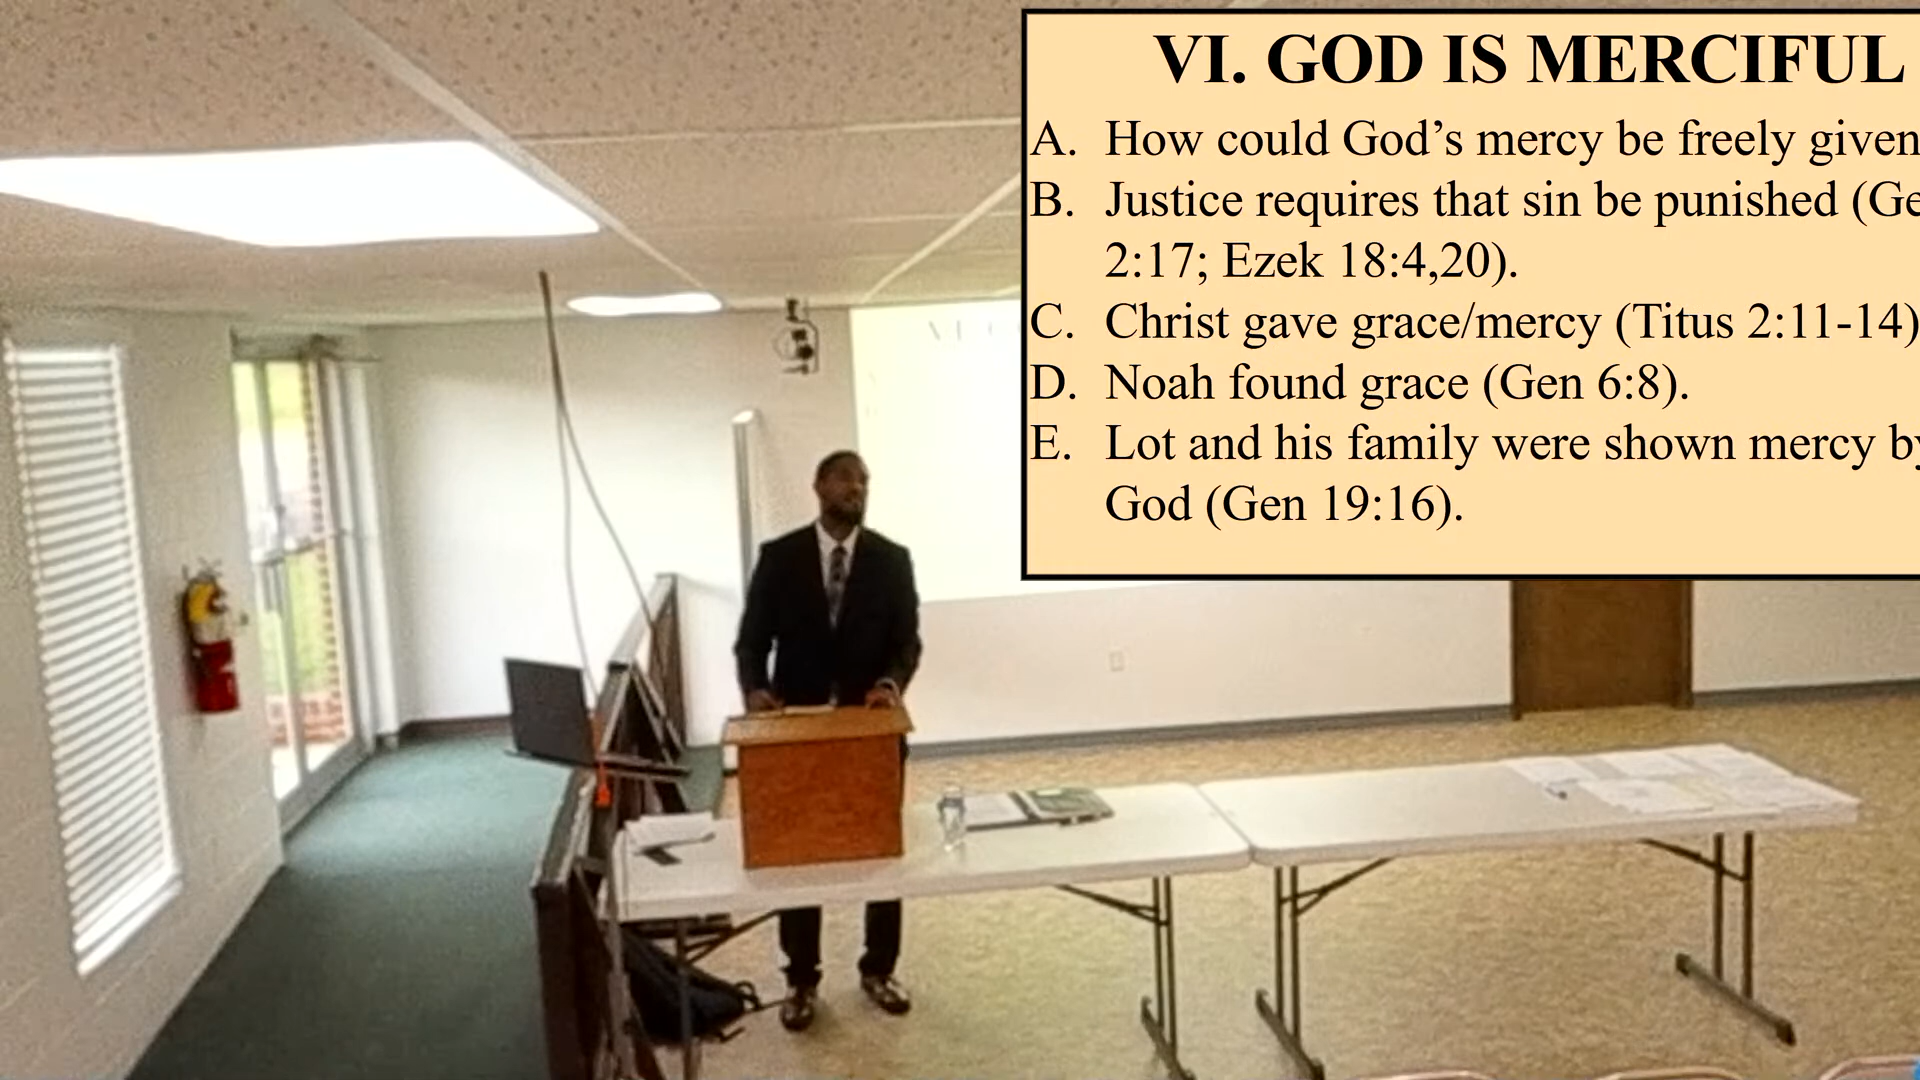 VI. GOD IS MERCIFUL
A. How could God’s mercy be freely given
B. Justice requires that sin be punished (Ge
2:17; Ezek 18:4,20).
C. Christ gave grace/mercy (Titus 2:11-14)
D. Noah found grace (Gen 6:8).
E. Lot and his family were shown mercy by
God (Gen 19:16).